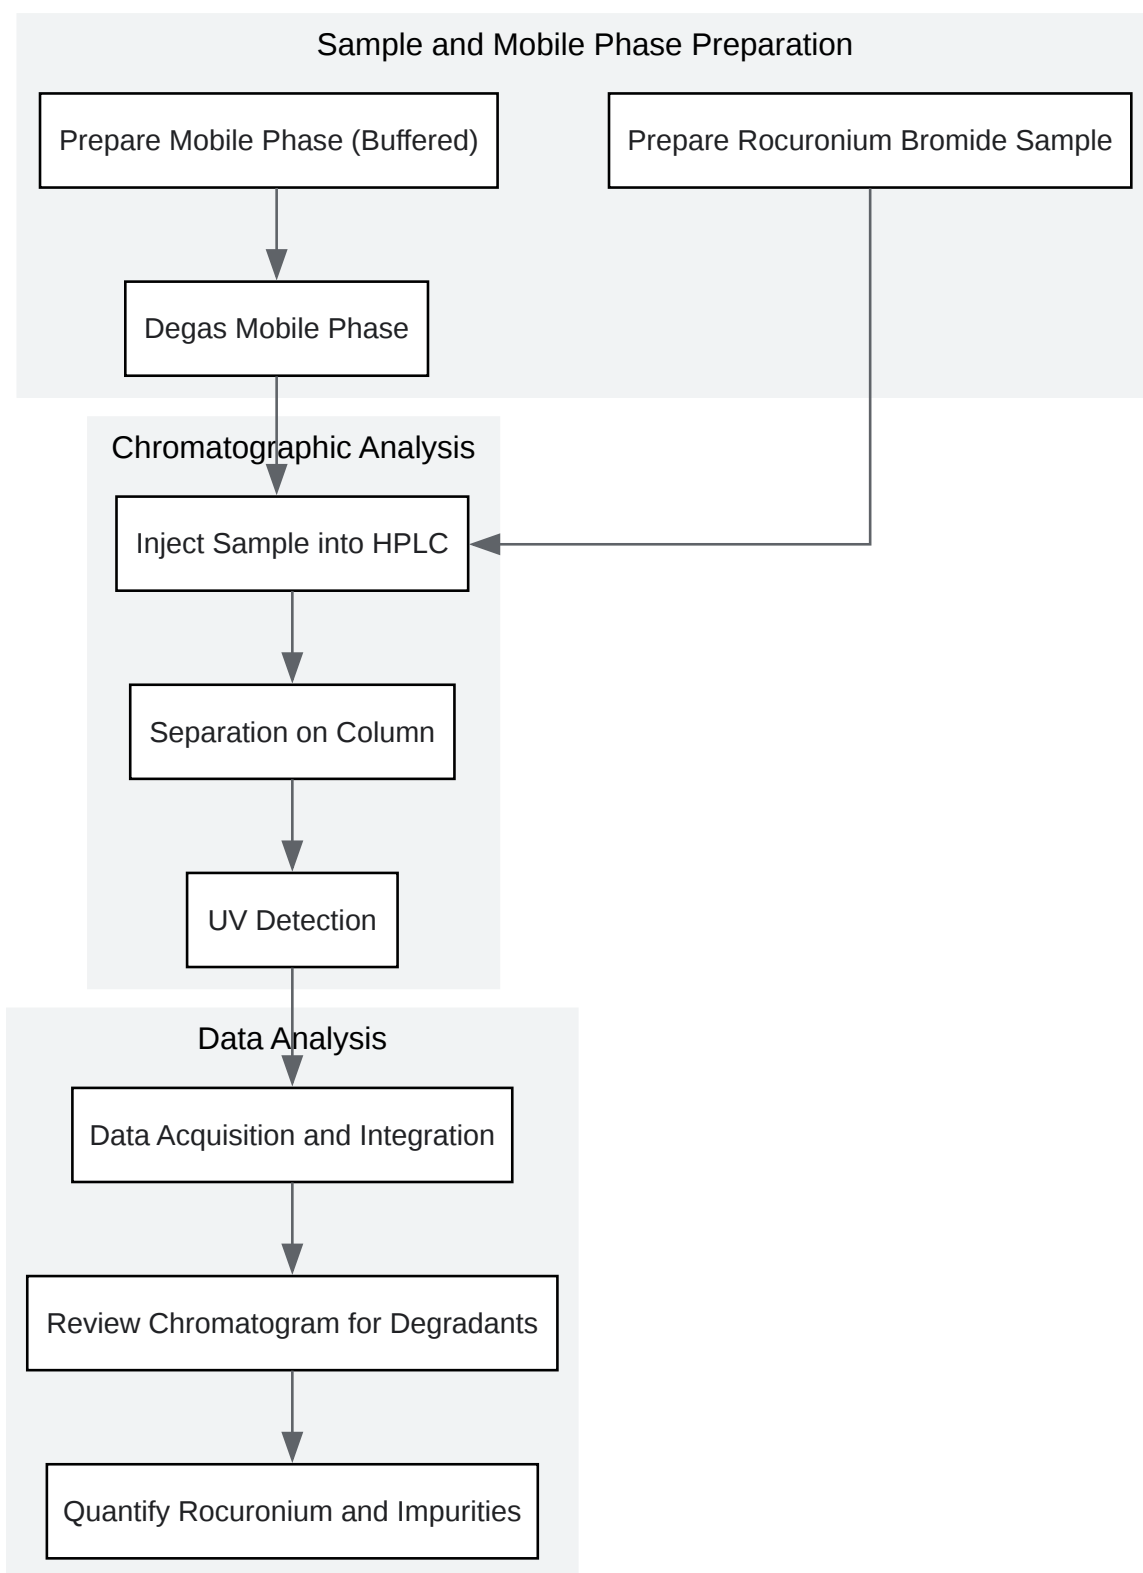 Sample and Mobile Phase Preparation
Prepare Mobile Phase (Buffered)
Prepare Rocuronium Bromide Sample
Degas Mobile Phase
Chromatographic Analysis
Inject Sample into HPLC
Separation on Column
UV Detection
Data Analysis
Data Acquisition and Integration
Review Chromatogram for Degradants
Quantify Rocuronium and Impurities